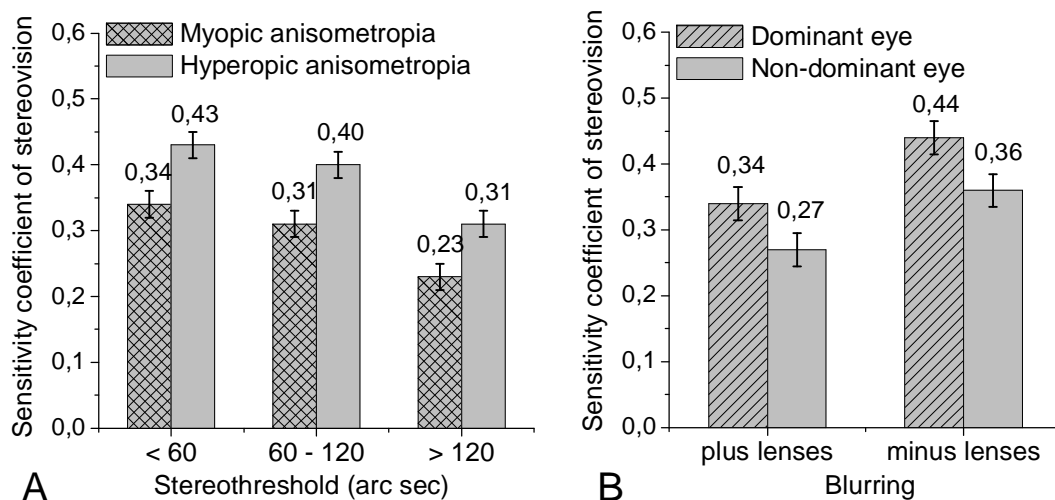 Sensitivity coefficient of stereovision
0,6
0,5
0,4
0,3
0,2
0,1
0,0
Myopic anisometropia
Hyperopic anisometropia
0,34
0,43
0,31
0,40
0,23
0,31
< 60
60 - 120
> 120
Stereothreshold (arc sec)
A
Sensitivity coefficient of stereovision
0,6
0,5
0,4
0,3
0,2
0,1
0,0
Dominant eye
Non-dominant eye
0,34
0,27
0,44
0,36
plus lenses
minus lenses
Blurring
B